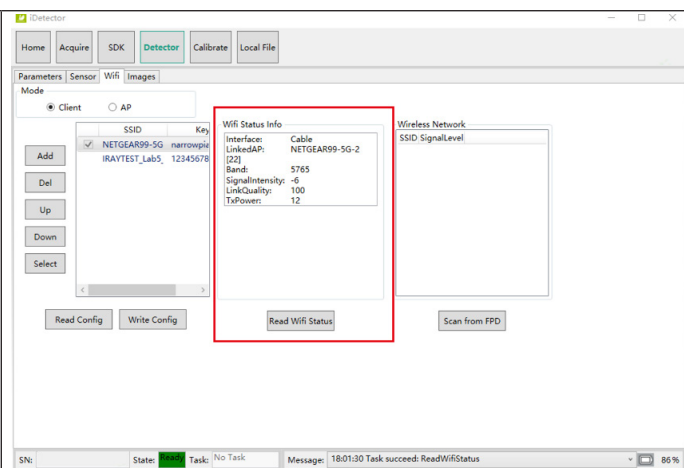 iDetector
Home Acquire SDK Detector Calibrate Local File
Parameters Sensor Wifi Images
Mode
Client AP
SSID Key
NETGEAR99-5G narrowpie
IRAYTEST_Lab5_ 12345678
Add
Del
Up
Down
Select
Read Config Write Config
Wifi Status Info
Interface: Cable
LinkedAP: NETGEAR99-5G-2
[22]
Band: 5765
SignalIntensity: -6
LinkQuality: 100
TxPower: 12
Read Wifi Status
Wireless Network
SSID SignalLevel
Scan from FPD
SN: State: Ready Task: No Task Message: 18:01:30 Task succeed: ReadWifiStatus 86%